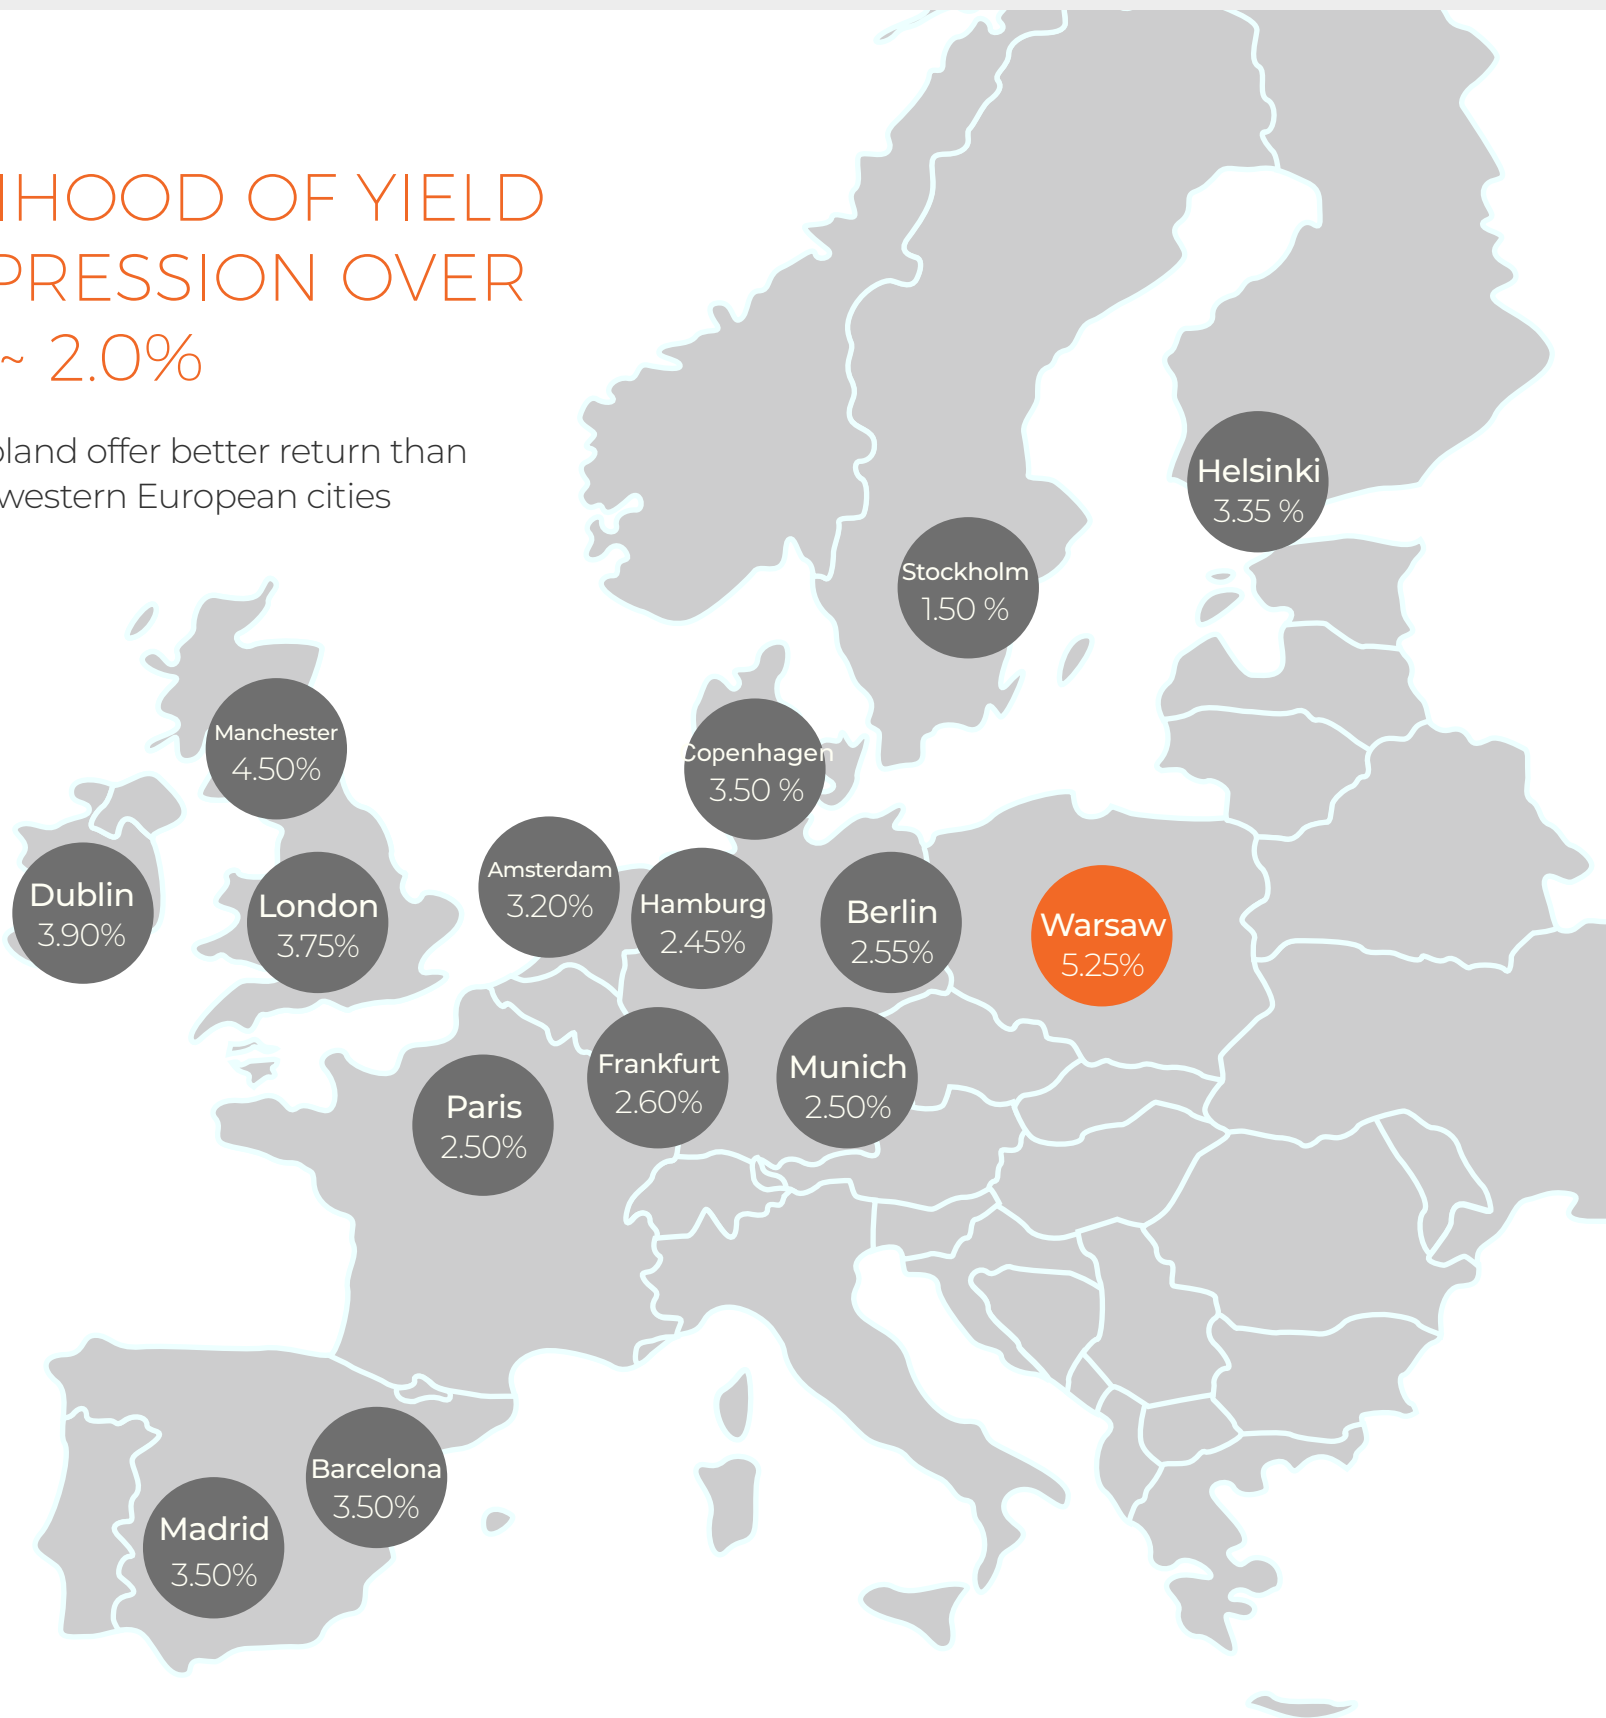 IHOOD OF YIELD
PRESSION OVER
~ 2.0%
oland offer better return than
western European cities
Helsinki
3.35 %
Stockholm
1.50 %
Manchester
4.50%
Copenhagen
3.50 %
Dublin
3.90%
London
3.75%
Amsterdam
3.20%
Hamburg
2.45%
Berlin
2.55%
Warsaw
5.25%
Frankfurt
2.60%
Munich
2.50%
Paris
2.50%
Barcelona
3.50%
Madrid
3.50%